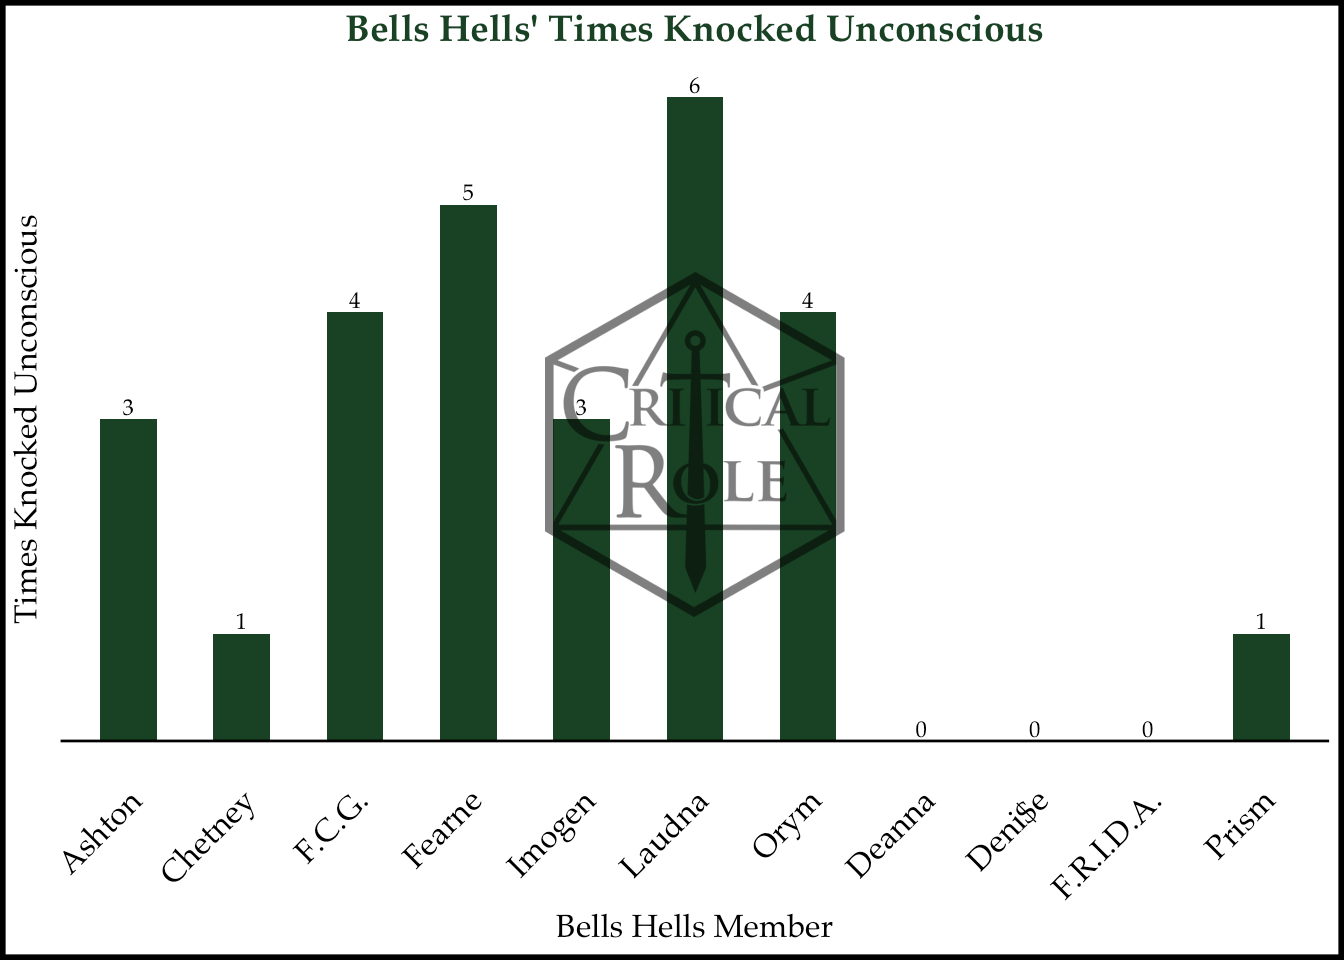 Bells Hells' Times Knocked Unconscious
Times Knocked Unconscious
6
5
4
4
3
3
1
1
0
0
0
CRITICAL
ROLE
Ashton
Chetney
F.C.G.
Fearne
Imogen
Laudna
Orym
Deanna
Deni$e
F.R.I.D.A.
Prism
Bells Hells Member